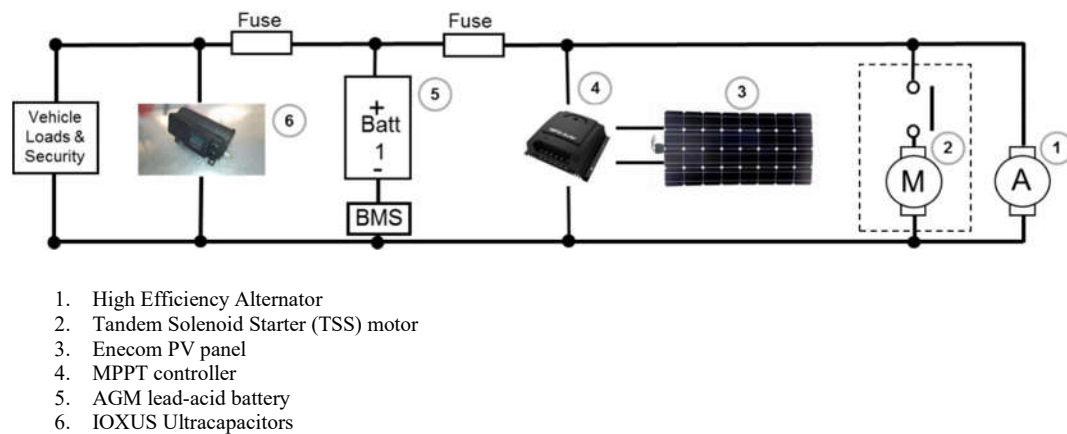 Fuse
Fuse
Vehicle
Loads &
Security
6
+
Batt
1
-
5
BMS
4
3
2
M
1
A
1. High Efficiency Alternator
2. Tandem Solenoid Starter (TSS) motor
3. Enecom PV panel
4. MPPT controller
5. AGM lead-acid battery
6. IOXUS Ultracapacitors